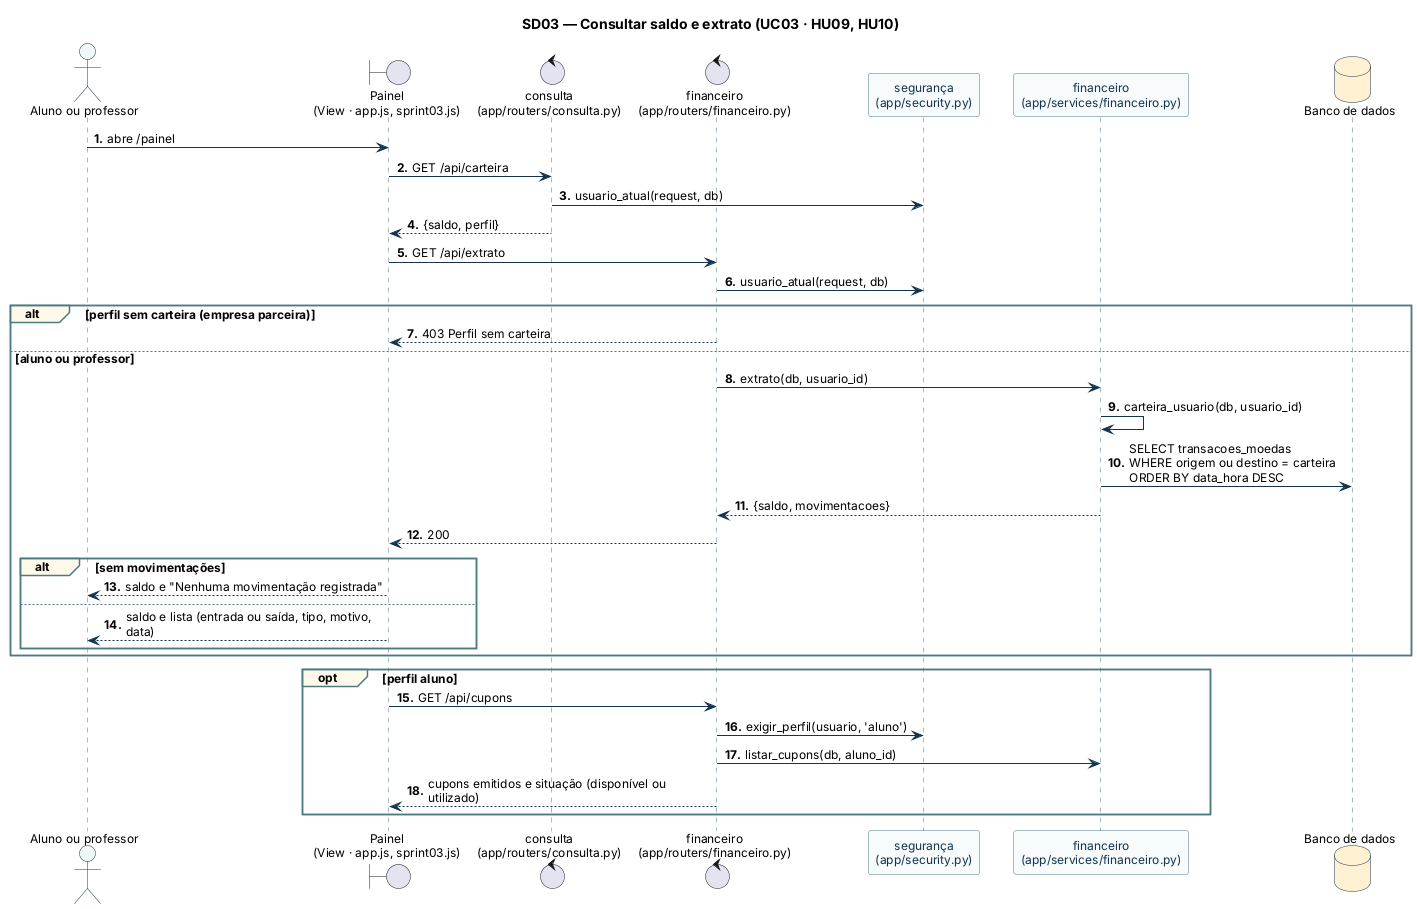 SD03 — Consultar saldo e extrato (UC03 · HU09, HU10)
Aluno ou professor
Painel
(View · app.js, sprint03.js)
consulta
(app/routers/consulta.py)
financeiro
(app/routers/financeiro.py)
segurança
(app/security.py)
financeiro
(app/services/financeiro.py)
Banco de dados
1. abre /painel
2. GET /api/carteira
3. usuario_atual(request, db)
4. {saldo, perfil}
5. GET /api/extrato
6. usuario_atual(request, db)
alt [perfil sem carteira (empresa parceira)]
7. 403 Perfil sem carteira
[aluno ou professor]
8. extrato(db, usuario_id)
9. carteira_usuario(db, usuario_id)
SELECT transacoes_moedas
10. WHERE origem ou destino = carteira
ORDER BY data_hora DESC
11. {saldo, movimentacoes}
12. 200
alt [sem movimentações]
13. saldo e "Nenhuma movimentação registrada"
14. saldo e lista (entrada ou saída, tipo, motivo,
data)
opt [perfil aluno]
15. GET /api/cupons
16. exigir_perfil(usuario, 'aluno')
17. listar_cupons(db, aluno_id)
18. cupons emitidos e situação (disponível ou
utilizado)
Aluno ou professor
Painel
(View · app.js, sprint03.js)
consulta
(app/routers/consulta.py)
financeiro
(app/routers/financeiro.py)
segurança
(app/security.py)
financeiro
(app/services/financeiro.py)
Banco de dados